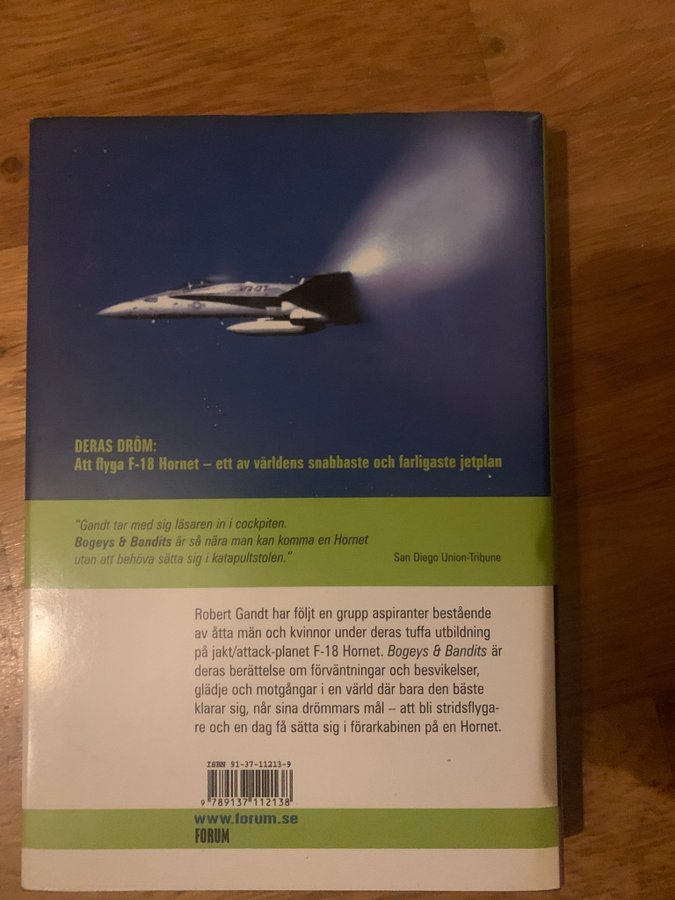 DERAS DRÖM:
Att flyga F-18 Hornet – ett av världens snabbaste och farligaste jetplan
"Gandt tar med sig läsaren in i cockpiten.
Bogeys & Bandits är så nära man kan komma en Hornet
utan att behöva sätta sig i katapultstolen."
San Diego Union-Tribune
Robert Gandt har följt en grupp aspiranter bestående
av åtta män och kvinnor under deras tuffa utbildning
på jakt/attack-planet F-18 Hornet. Bogeys & Bandits är
deras berättelse om förväntningar och besvikelser,
glädje och motgångar i en värld där bara den bäste
klarar sig, når sina drömmars mål – att bli stridsflyga-
re och en dag få sätta sig i förarkabinen på en Hornet.
ISBN 91-37-11213-9
9 789137 112138
www.forum.se
FORUM